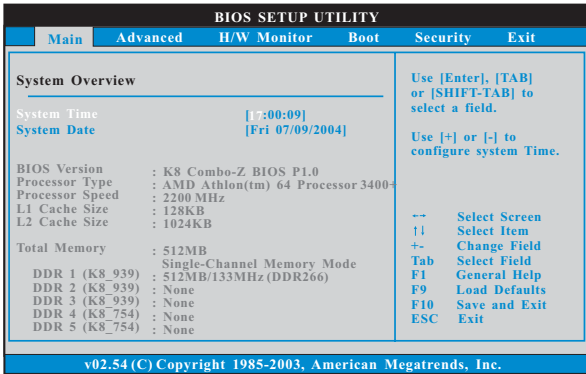 BIOS SETUP UTILITY
Main Advanced H/W Monitor Boot Security Exit
System Overview
System Time [17:00:09]
System Date [Fri 07/09/2004]
BIOS Version : K8 Combo-Z BIOS P1.0
Processor Type : AMD Athlon(tm) 64 Processor 3400+
Processor Speed : 2200 MHz
L1 Cache Size : 128KB
L2 Cache Size : 1024KB
Total Memory : 512MB
Single-Channel Memory Mode
DDR 1 (K8_939) : 512MB/133MHz (DDR266)
DDR 2 (K8_939) : None
DDR 3 (K8_939) : None
DDR 4 (K8_754) : None
DDR 5 (K8_754) : None
Use [Enter], [TAB]
or [SHIFT-TAB] to
select a field.
Use [+] or [-] to
configure system Time.
←→ Select Screen
↑↓ Select Item
+- Change Field
Tab Select Field
F1 General Help
F9 Load Defaults
F10 Save and Exit
ESC Exit
v02.54 (C) Copyright 1985-2003, American Megatrends, Inc.